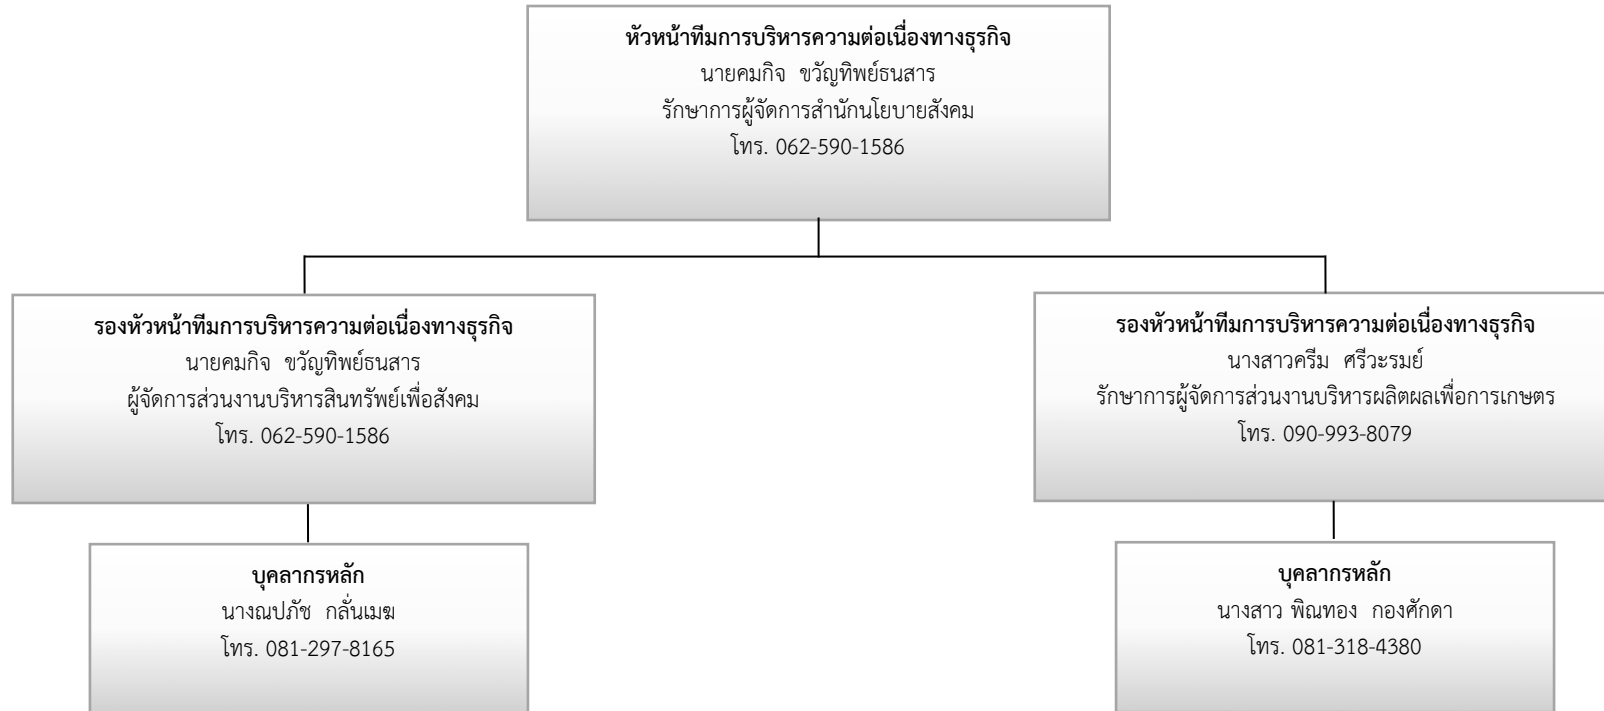 หัวหน้าทีมการบริหารความต่อเนื่องทางธุรกิจ
นายคมกิจ ขวัญทิพย์ธนสาร
รักษาการผู้จัดการสำนักนโยบายสังคม
โทร. 062-590-1586
รองหัวหน้าทีมการบริหารความต่อเนื่องทางธุรกิจ
นายคมกิจ ขวัญทิพย์ธนสาร
ผู้จัดการส่วนงานบริหารสินทรัพย์เพื่อสังคม
โทร. 062-590-1586
รองหัวหน้าทีมการบริหารความต่อเนื่องทางธุรกิจ
นางสาวครีม ศรีวะรมย์
รักษาการผู้จัดการส่วนงานบริหารผลิตผลเพื่อการเกษตร
โทร. 090-993-8079
บุคลากรหลัก
นางณปภัช กลั่นเมฆ
โทร. 081-297-8165
บุคลากรหลัก
นางสาว พิณทอง กองศักดา
โทร. 081-318-4380